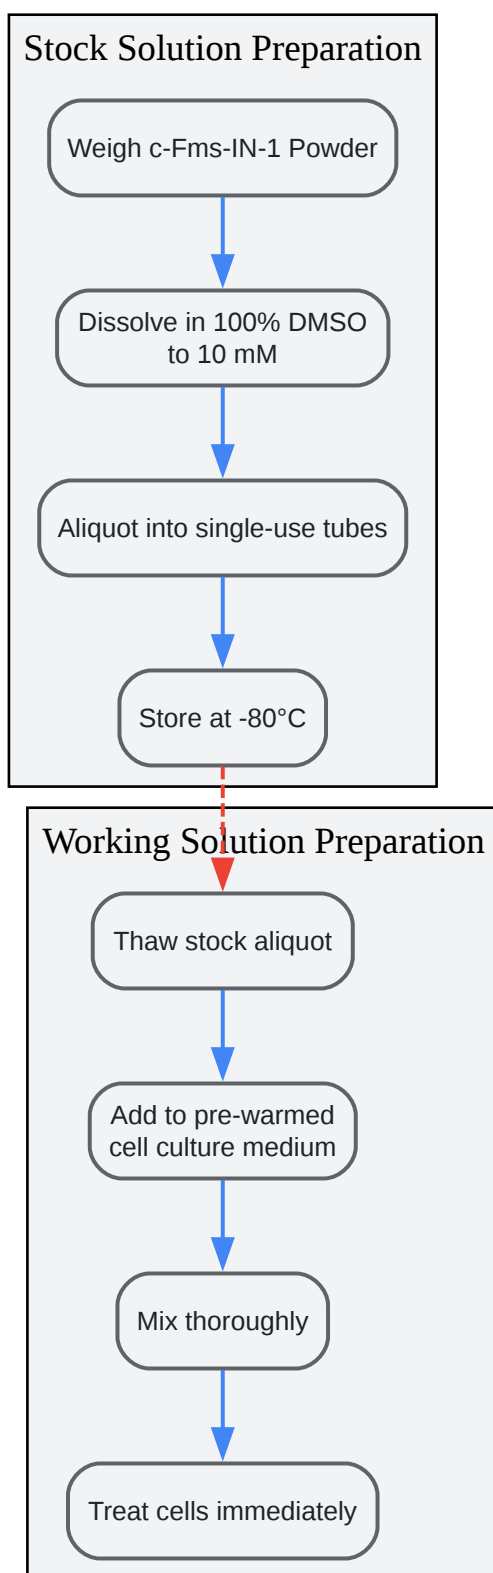 Stock Solution Preparation
Weigh c-Fms-IN-1 Powder
Dissolve in 100% DMSO
to 10 mM
Aliquot into single-use tubes
Store at -80°C
Working Solution Preparation
Thaw stock aliquot
Add to pre-warmed
cell culture medium
Mix thoroughly
Treat cells immediately